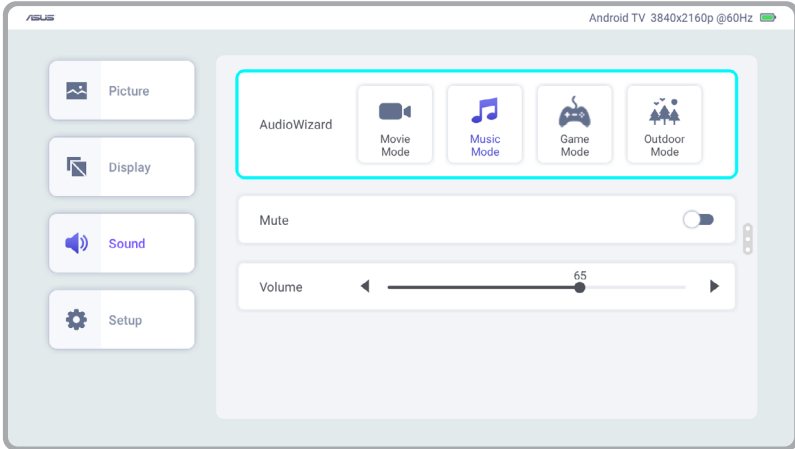 ASUS
Android TV 3840x2160p @60Hz
Picture
Display
Sound
Setup
AudioWizard
Movie
Mode
Music
Mode
Game
Mode
Outdoor
Mode
Mute
Volume
65